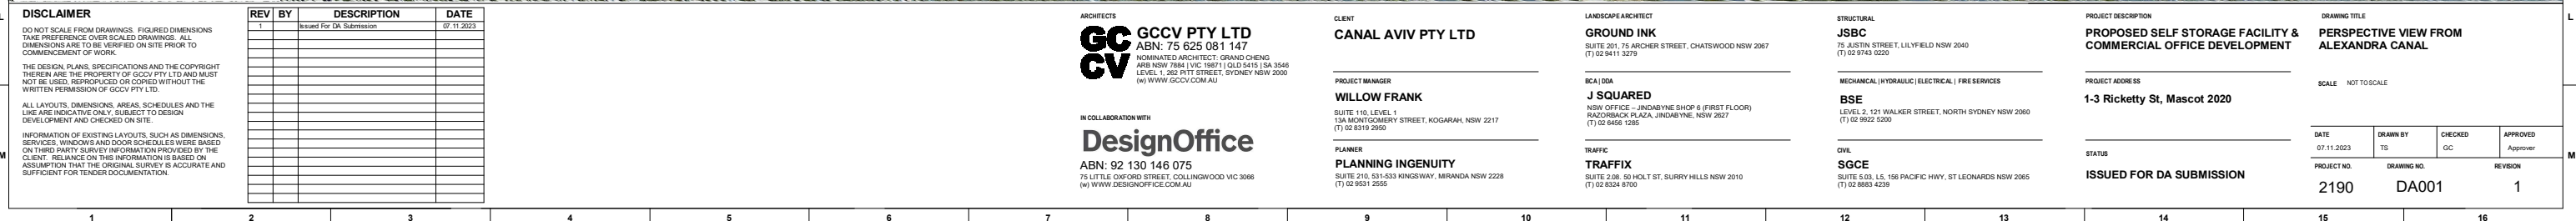 DISCLAIMER
DO NOT SCALE FROM DRAWINGS. FIGURED DIMENSIONS
TAKE PREFERENCE OVER SCALED DRAWINGS. ALL
DIMENSIONS ARE TO BE VERIFIED ON SITE PRIOR TO
COMMENCEMENT OF WORK.
THE DESIGN, PLANS, SPECIFICATIONS AND THE COPYRIGHT
THEREIN ARE THE PROPERTY OF GCCV PTY LTD AND MUST
NOT BE USED, REPROPUCED OR COPIED WITHOUT THE
WRITTEN PERMISSION OF GCCV PTY LTD.
ALL LAYOUTS, DIMENSIONS, AREAS, SCHEDULES AND THE
LIKE ARE INDICATIVE ONLY, SUBJECT TO DESIGN
DEVELOPMENT AND CHECKED ON SITE.
INFORMATION OF EXISTING LAYOUTS, SUCH AS DIMENSIONS,
SERVICES, WINDOWS AND DOOR SCHEDULES WERE BASED
ON THIRD PARTY SURVEY INFORMATION PROVIDED BY THE
CLIENT. RELIANCE ON THIS INFORMATION IS BASED ON
ASSUMPTION THAT THE ORIGINAL SURVEY IS ACCURATE AND
SUFFICIENT FOR TENDER DOCUMENTATION.
REV BY DESCRIPTION DATE
1 Issued For DA Submission 07.11.2023
ARCHITECTS
GC
CV
GCCV PTY LTD
ABN: 75 625 081 147
NOMINATED ARCHITECT: GRAND CHENG
ARB NSW 7884 | VIC 19871 | QLD 5415 | SA 3546
LEVEL 1, 262 PITT STREET, SYDNEY NSW 2000
(w) WWW.GCCV.COM.AU
IN COLLABORATION WITH
DesignOffice
ABN: 92 130 146 075
75 LITTLE OXFORD STREET, COLLINGWOOD VIC 3066
(w) WWW.DESIGNOFFICE.COM.AU
CLIENT
CANAL AVIV PTY LTD
PROJECT MANAGER
WILLOW FRANK
SUITE 110, LEVEL 1
13A MONTGOMERY STREET, KOGARAH, NSW 2217
(T) 02 8319 2950
PLANNER
PLANNING INGENUITY
SUITE 210, 531-533 KINGSWAY, MIRANDA NSW 2228
(T) 02 9531 2555
LANDSCAPE ARCHITECT
GROUND INK
SUITE 201, 75 ARCHER STREET, CHATSWOOD NSW 2067
(T) 02 9411 3279
BCA | DDA
J SQUARED
NSW OFFICE – JINDABYNE SHOP 6 (FIRST FLOOR)
RAZORBACK PLAZA, JINDABYNE, NSW 2627
(T) 02 6456 1285
TRAFFIC
TRAFFIX
SUITE 2.08. 50 HOLT ST, SURRY HILLS NSW 2010
(T) 02 8324 8700
STRUCTURAL
JSBC
75 JUSTIN STREET, LILYFIELD NSW 2040
(T) 02 9743 0220
MECHANICAL | HYDRAULIC | ELECTRICAL | FIRE SERVICES
BSE
LEVEL 2, 121 WALKER STREET, NORTH SYDNEY NSW 2060
(T) 02 9922 5200
CIVIL
SGCE
SUITE 5.03, L5, 156 PACIFIC HWY, ST LEONARDS NSW 2065
(T) 02 8883 4239
PROJECT DESCRIPTION
PROPOSED SELF STORAGE FACILITY &
COMMERCIAL OFFICE DEVELOPMENT
PROJECT ADDRESS
1-3 Ricketty St, Mascot 2020
STATUS
ISSUED FOR DA SUBMISSION
DRAWING TITLE
PERSPECTIVE VIEW FROM
ALEXANDRA CANAL
SCALE NOT TO SCALE
DATE DRAWN BY CHECKED APPROVED
07.11.2023 TS GC Approver
PROJECT NO. DRAWING NO. REVISION
2190 DA001 1
L L
M M
1 2 3 4 5 6 7 8 9 10 11 12 13 14 15 16